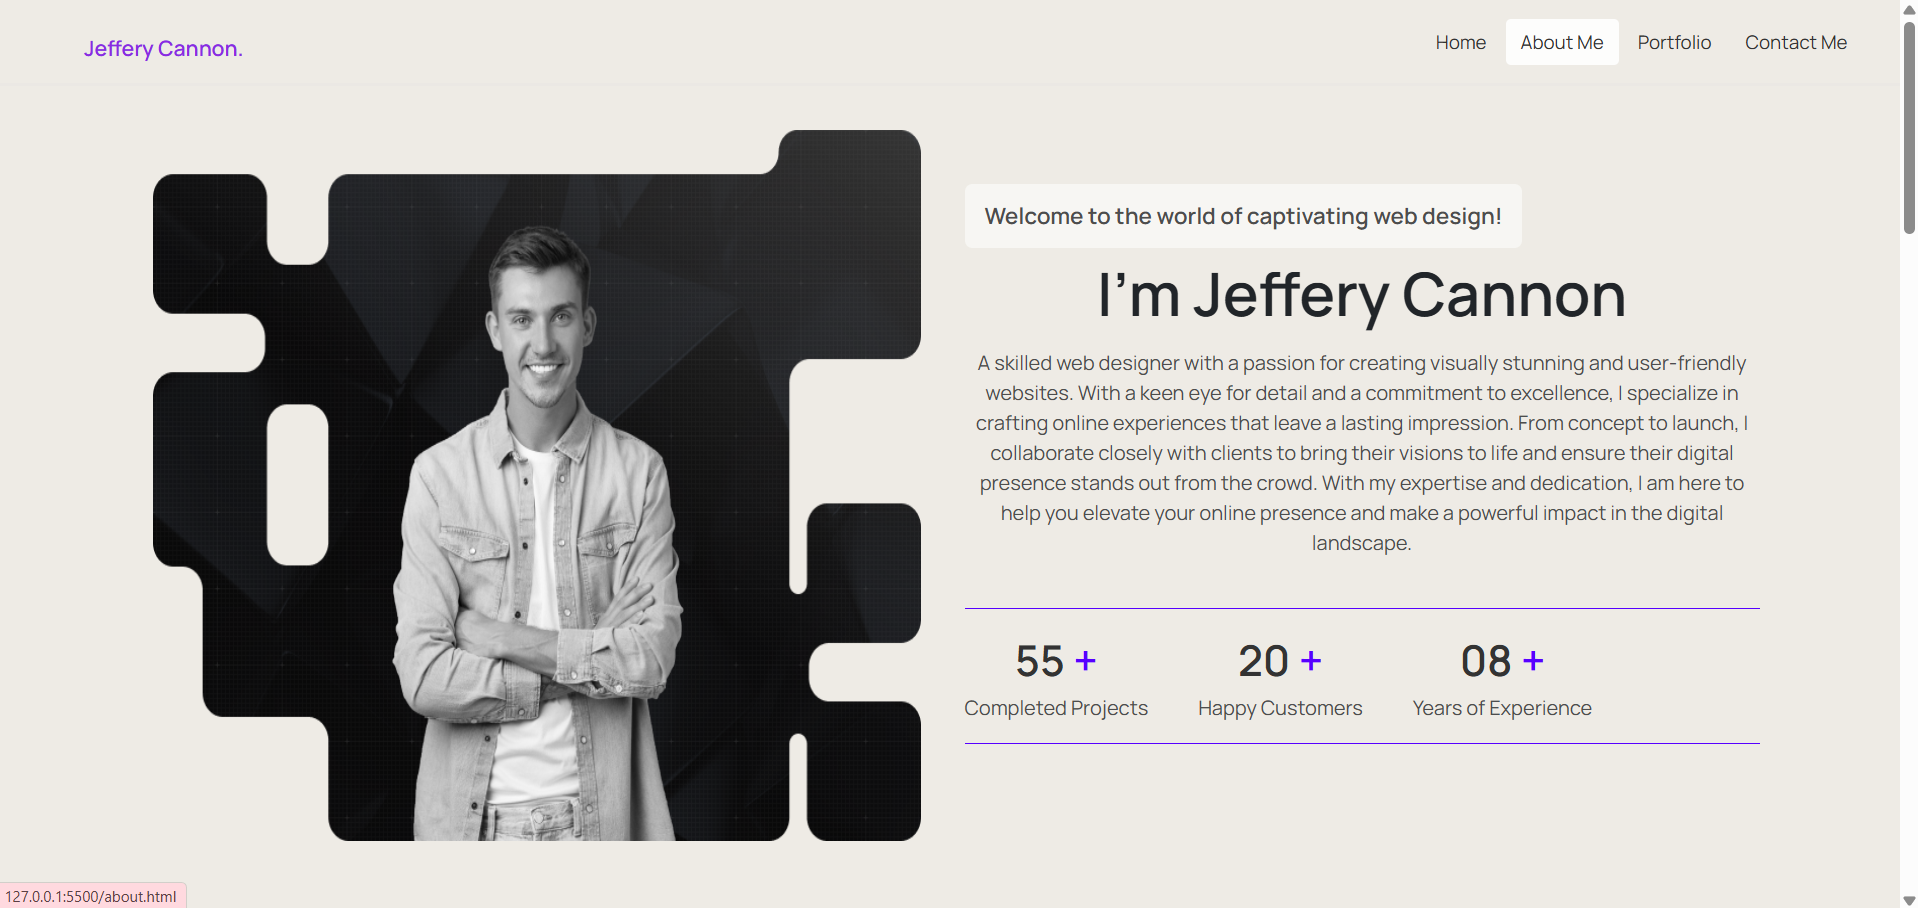 Jeffery Cannon.
Home About Me Portfolio Contact Me
Welcome to the world of captivating web design!
I’m Jeffery Cannon
A skilled web designer with a passion for creating visually stunning and user-friendly
websites. With a keen eye for detail and a commitment to excellence, I specialize in
crafting online experiences that leave a lasting impression. From concept to launch, I
collaborate closely with clients to bring their visions to life and ensure their digital
presence stands out from the crowd. With my expertise and dedication, I am here to
help you elevate your online presence and make a powerful impact in the digital
landscape.
55 + 20 + 08 +
Completed Projects Happy Customers Years of Experience
127.0.0.1:5500/about.html